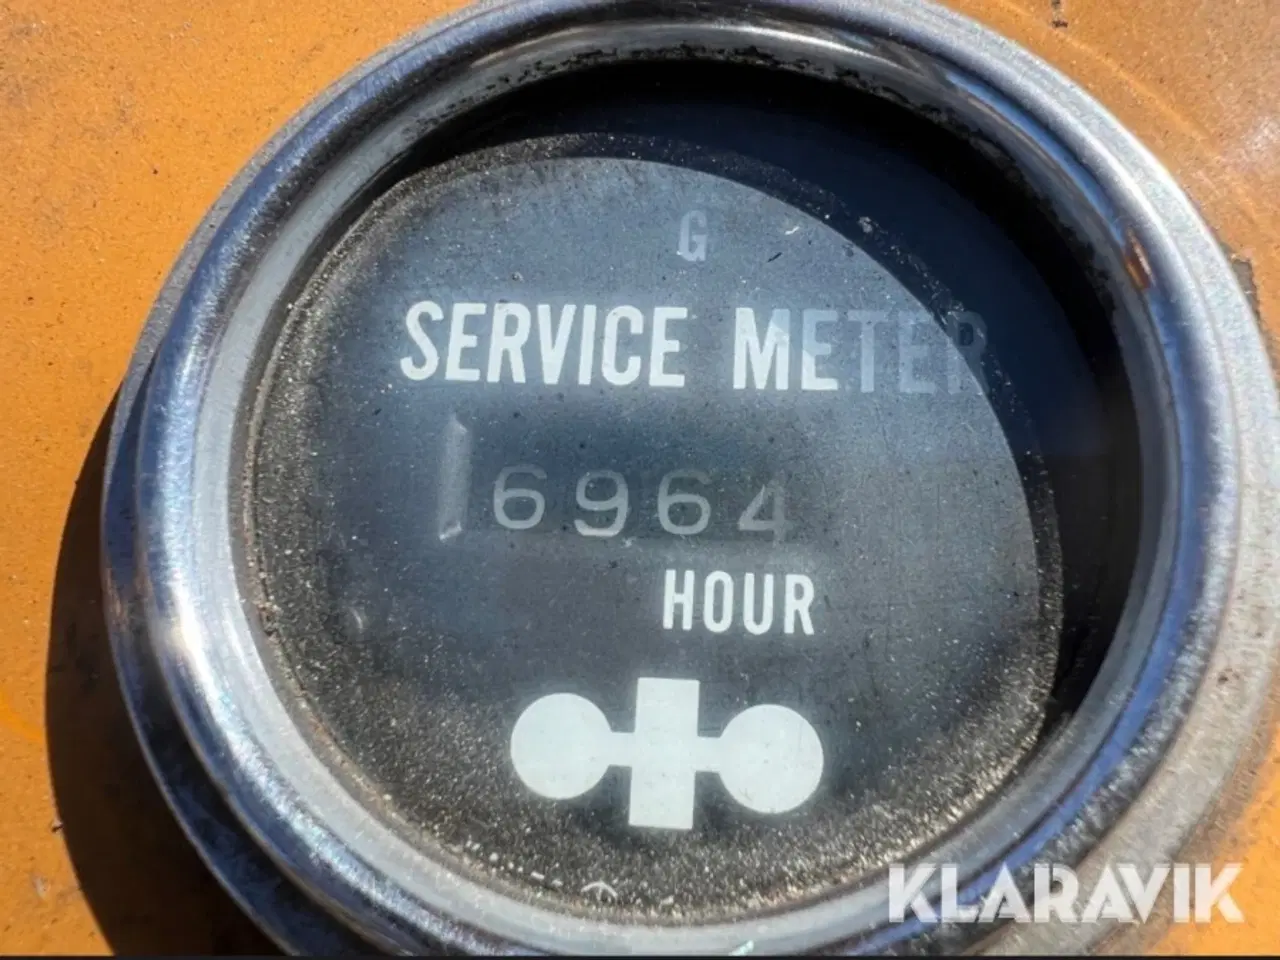 G
SERVICE METER
6964
HOUR
KLARAVIK